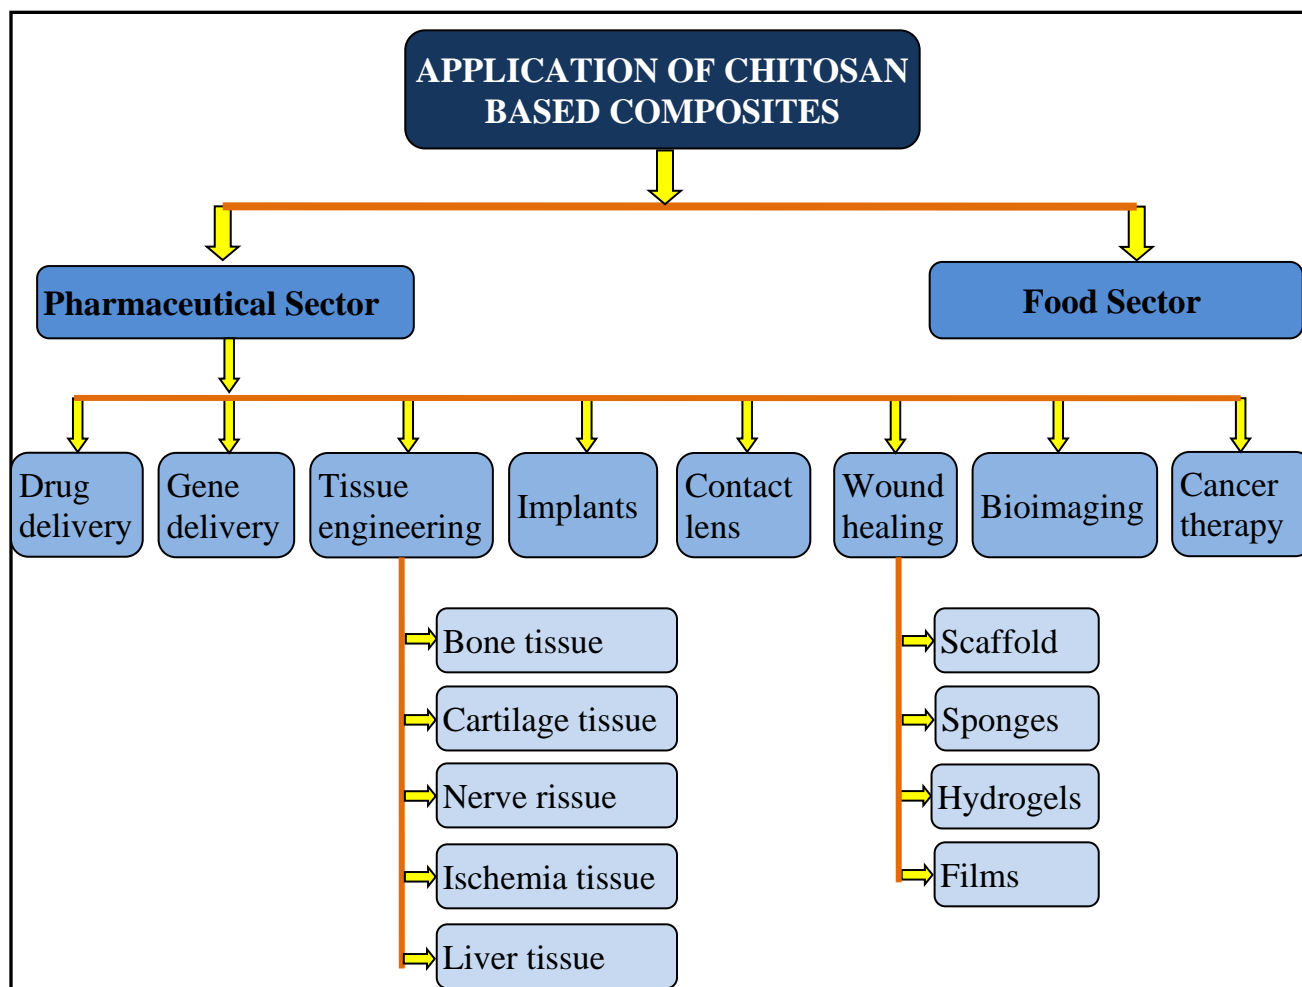 APPLICATION OF CHITOSAN
BASED COMPOSITES
Pharmaceutical Sector
Food Sector
Drug
delivery
Gene
delivery
Tissue
engineering
Implants
Contact
lens
Wound
healing
Bioimaging
Cancer
therapy
Bone tissue
Cartilage tissue
Nerve rissue
Ischemia tissue
Liver tissue
Scaffold
Sponges
Hydrogels
Films